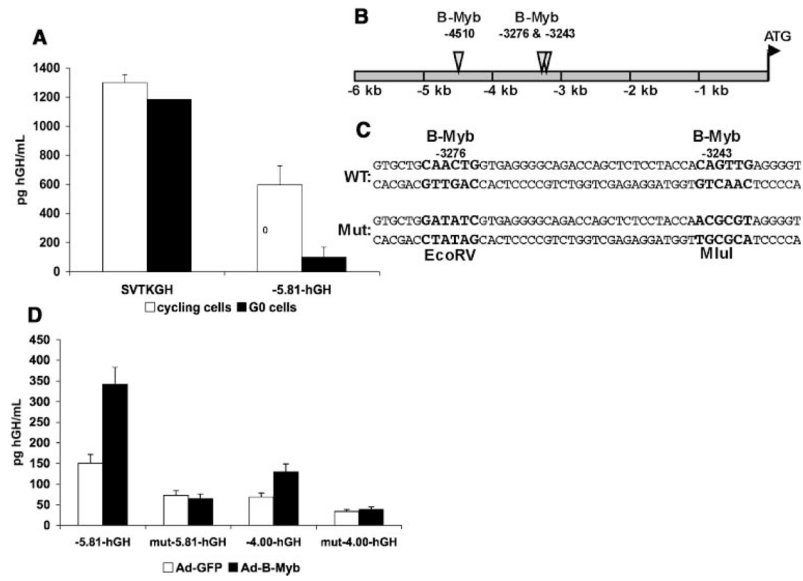 A
pg hGH/mL
1400
1200
1000
800
600
400
200
0
0
SVTKGH -5.81-hGH
cycling cells G0 cells
B
B-Myb B-Myb
-4510 -3276 & -3243
ATG
-6 kb -5 kb -4 kb -3 kb -2 kb -1 kb
C
B-Myb B-Myb
-3276 -3243
WT:
GTGCTGCAACTGGTGAGGGGCAGACCAGCTCTCCTACCACAGTTGAGGGGT
CACGACGTTGACCACTCCCCGTCTGGTCGAGAGGATGGTGTCAACTCCCCA
Mut:
GTGCTGGATATCGTGAGGGGCAGACCAGCTCTCCTACCAACGCGTAGGGGT
CACGACCTATAGCACTCCCCGTCTGGTCGAGAGGATGGTTGCGCATCCCCA
EcoRV MluI
D
pg hGH/mL
450
400
350
300
250
200
150
100
50
0
-5.81-hGH mut-5.81-hGH -4.00-hGH mut-4.00-hGH
Ad-GFP Ad-B-Myb